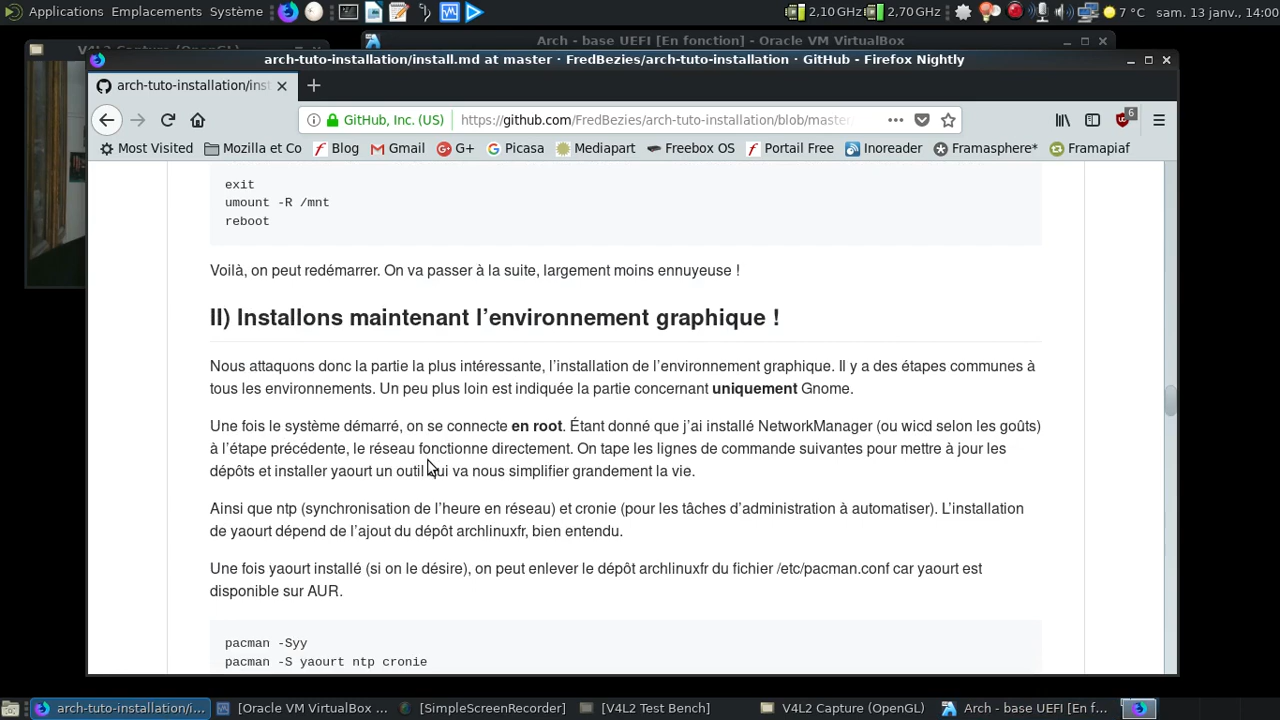 Applications Emplacements Système 2,10 GHz 2,70 GHz 7 °C sam. 13 janv., 14:00
V4L2 Capture (OpenGL)
Arch - base UEFI [En fonction] - Oracle VM VirtualBox
arch-tuto-installation/install.md at master · FredBezies/arch-tuto-installation · GitHub - Firefox Nightly
arch-tuto-installation/inst
GitHub, Inc. (US) https://github.com/FredBezies/arch-tuto-installation/blob/master 6
Most Visited Mozilla et Co Blog Gmail G+ Picasa Mediapart Freebox OS Portail Free Inoreader Framasphere* Framapiaf
exit
umount -R /mnt
reboot
Voilà, on peut redémarrer. On va passer à la suite, largement moins ennuyeuse !
II) Installons maintenant l’environnement graphique !
Nous attaquons donc la partie la plus intéressante, l’installation de l’environnement graphique. Il y a des étapes communes à
tous les environnements. Un peu plus loin est indiquée la partie concernant uniquement Gnome.
Une fois le système démarré, on se connecte en root. Étant donné que j’ai installé NetworkManager (ou wicd selon les goûts)
à l’étape précédente, le réseau fonctionne directement. On tape les lignes de commande suivantes pour mettre à jour les
dépôts et installer yaourt un outil qui va nous simplifier grandement la vie.
Ainsi que ntp (synchronisation de l’heure en réseau) et cronie (pour les tâches d’administration à automatiser). L’installation
de yaourt dépend de l’ajout du dépôt archlinuxfr, bien entendu.
Une fois yaourt installé (si on le désire), on peut enlever le dépôt archlinuxfr du fichier /etc/pacman.conf car yaourt est
disponible sur AUR.
pacman -Syy
pacman -S yaourt ntp cronie
arch-tuto-installation/i... [Oracle VM VirtualBox ... [SimpleScreenRecorder] [V4L2 Test Bench] V4L2 Capture (OpenGL) Arch - base UEFI [En f...